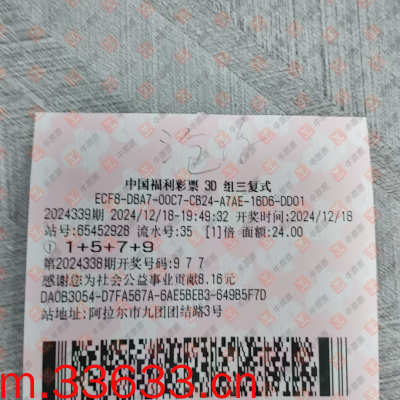 中国福利彩票 3D 组三复式
ECF8-D8A7-00C7-CB24-A7AE-16D6-DD01
2024339期 2024/12/18-19:49:32 开奖时间:2024/12/18
站号:65452928 流水号:35 [1]倍 面额:24.00
① 1+5+7+9
第2024338期开奖号码:9 7 7
感谢您为社会公益事业贡献8.16元
DA0B3054-D7FA567A-6AE5BEB3-649B5F7D
站地址: 阿拉尔市九团团结路3号
m.33633.cn